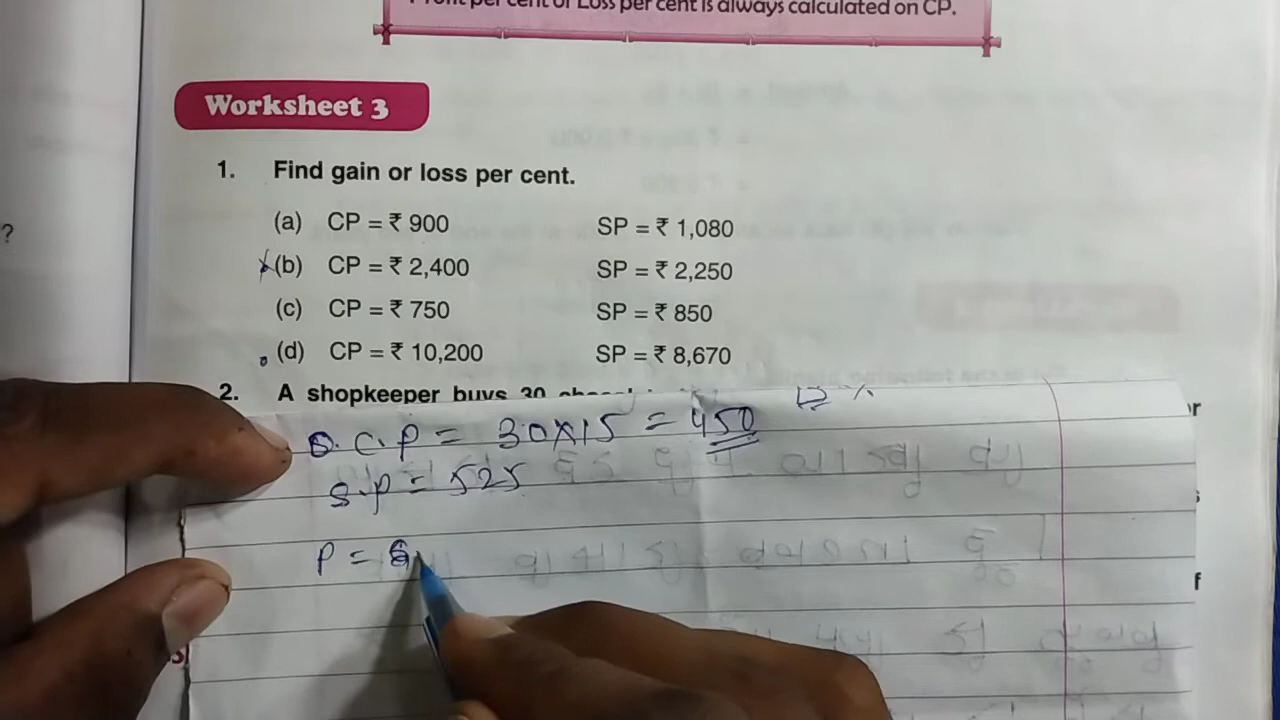 Profit per cent or Loss per cent is always calculated on CP.
Worksheet 3
1. Find gain or loss per cent.
(a) CP = ₹ 900 SP = ₹ 1,080
(b) CP = ₹ 2,400 SP = ₹ 2,250
(c) CP = ₹ 750 SP = ₹ 850
(d) CP = ₹ 10,200 SP = ₹ 8,670
?
2. A shopkeeper buys 30
C.P = 30×15 = 450
S.P = 525
P =